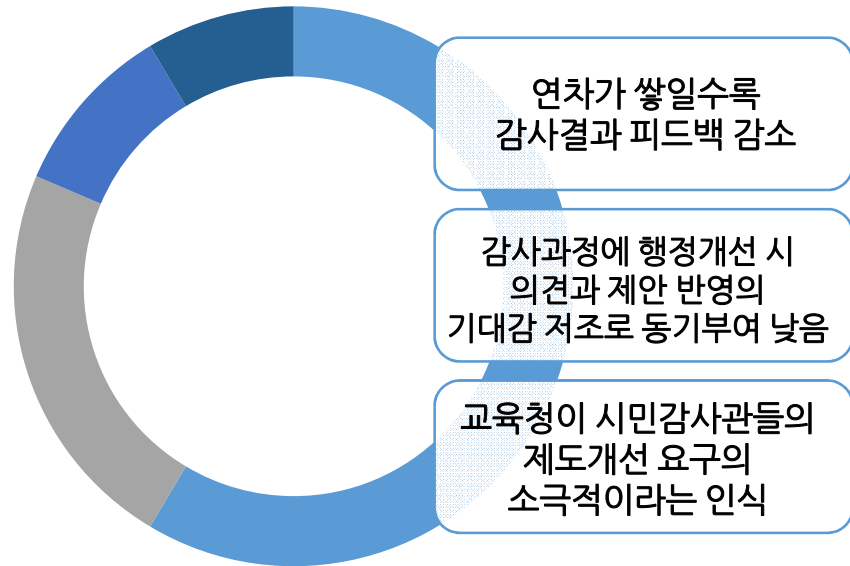 연차가 쌓일수록
감사결과 피드백 감소
감사과정에 행정개선 시
의견과 제안 반영의
기대감 저조로 동기부여 낮음
교육청이 시민감사관들의
제도개선 요구의
소극적이라는 인식